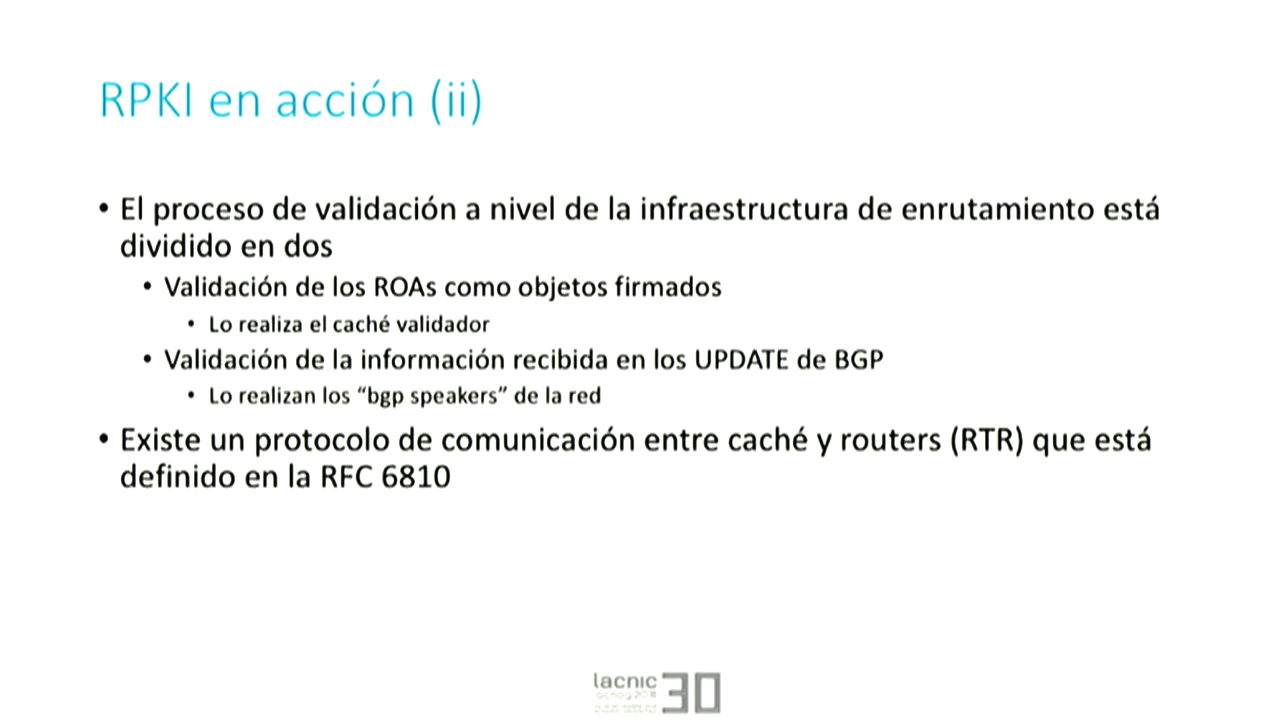 RPKI en acción (ii)
• El proceso de validación a nivel de la infraestructura de enrutamiento está
dividido en dos
• Validación de los ROAs como objetos firmados
• Lo realiza el caché validador
• Validación de la información recibida en los UPDATE de BGP
• Lo realizan los “bgp speakers” de la red
• Existe un protocolo de comunicación entre caché y routers (RTR) que está
definido en la RFC 6810
lacnic 30